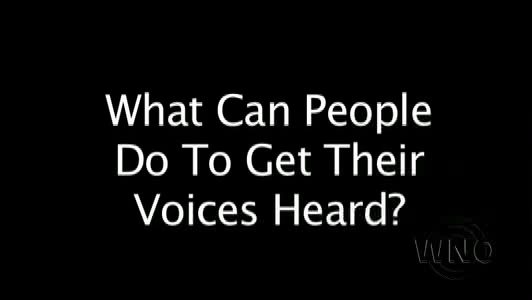 What Can People
Do To Get Their
Voices Heard?
WNO